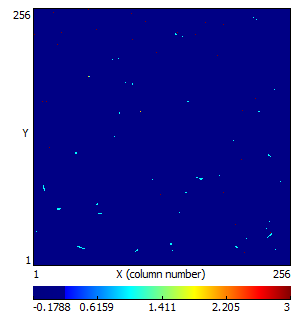 256
Y
1
1 X (column number) 256
-0.1788 0.6159 1.411 2.205 3